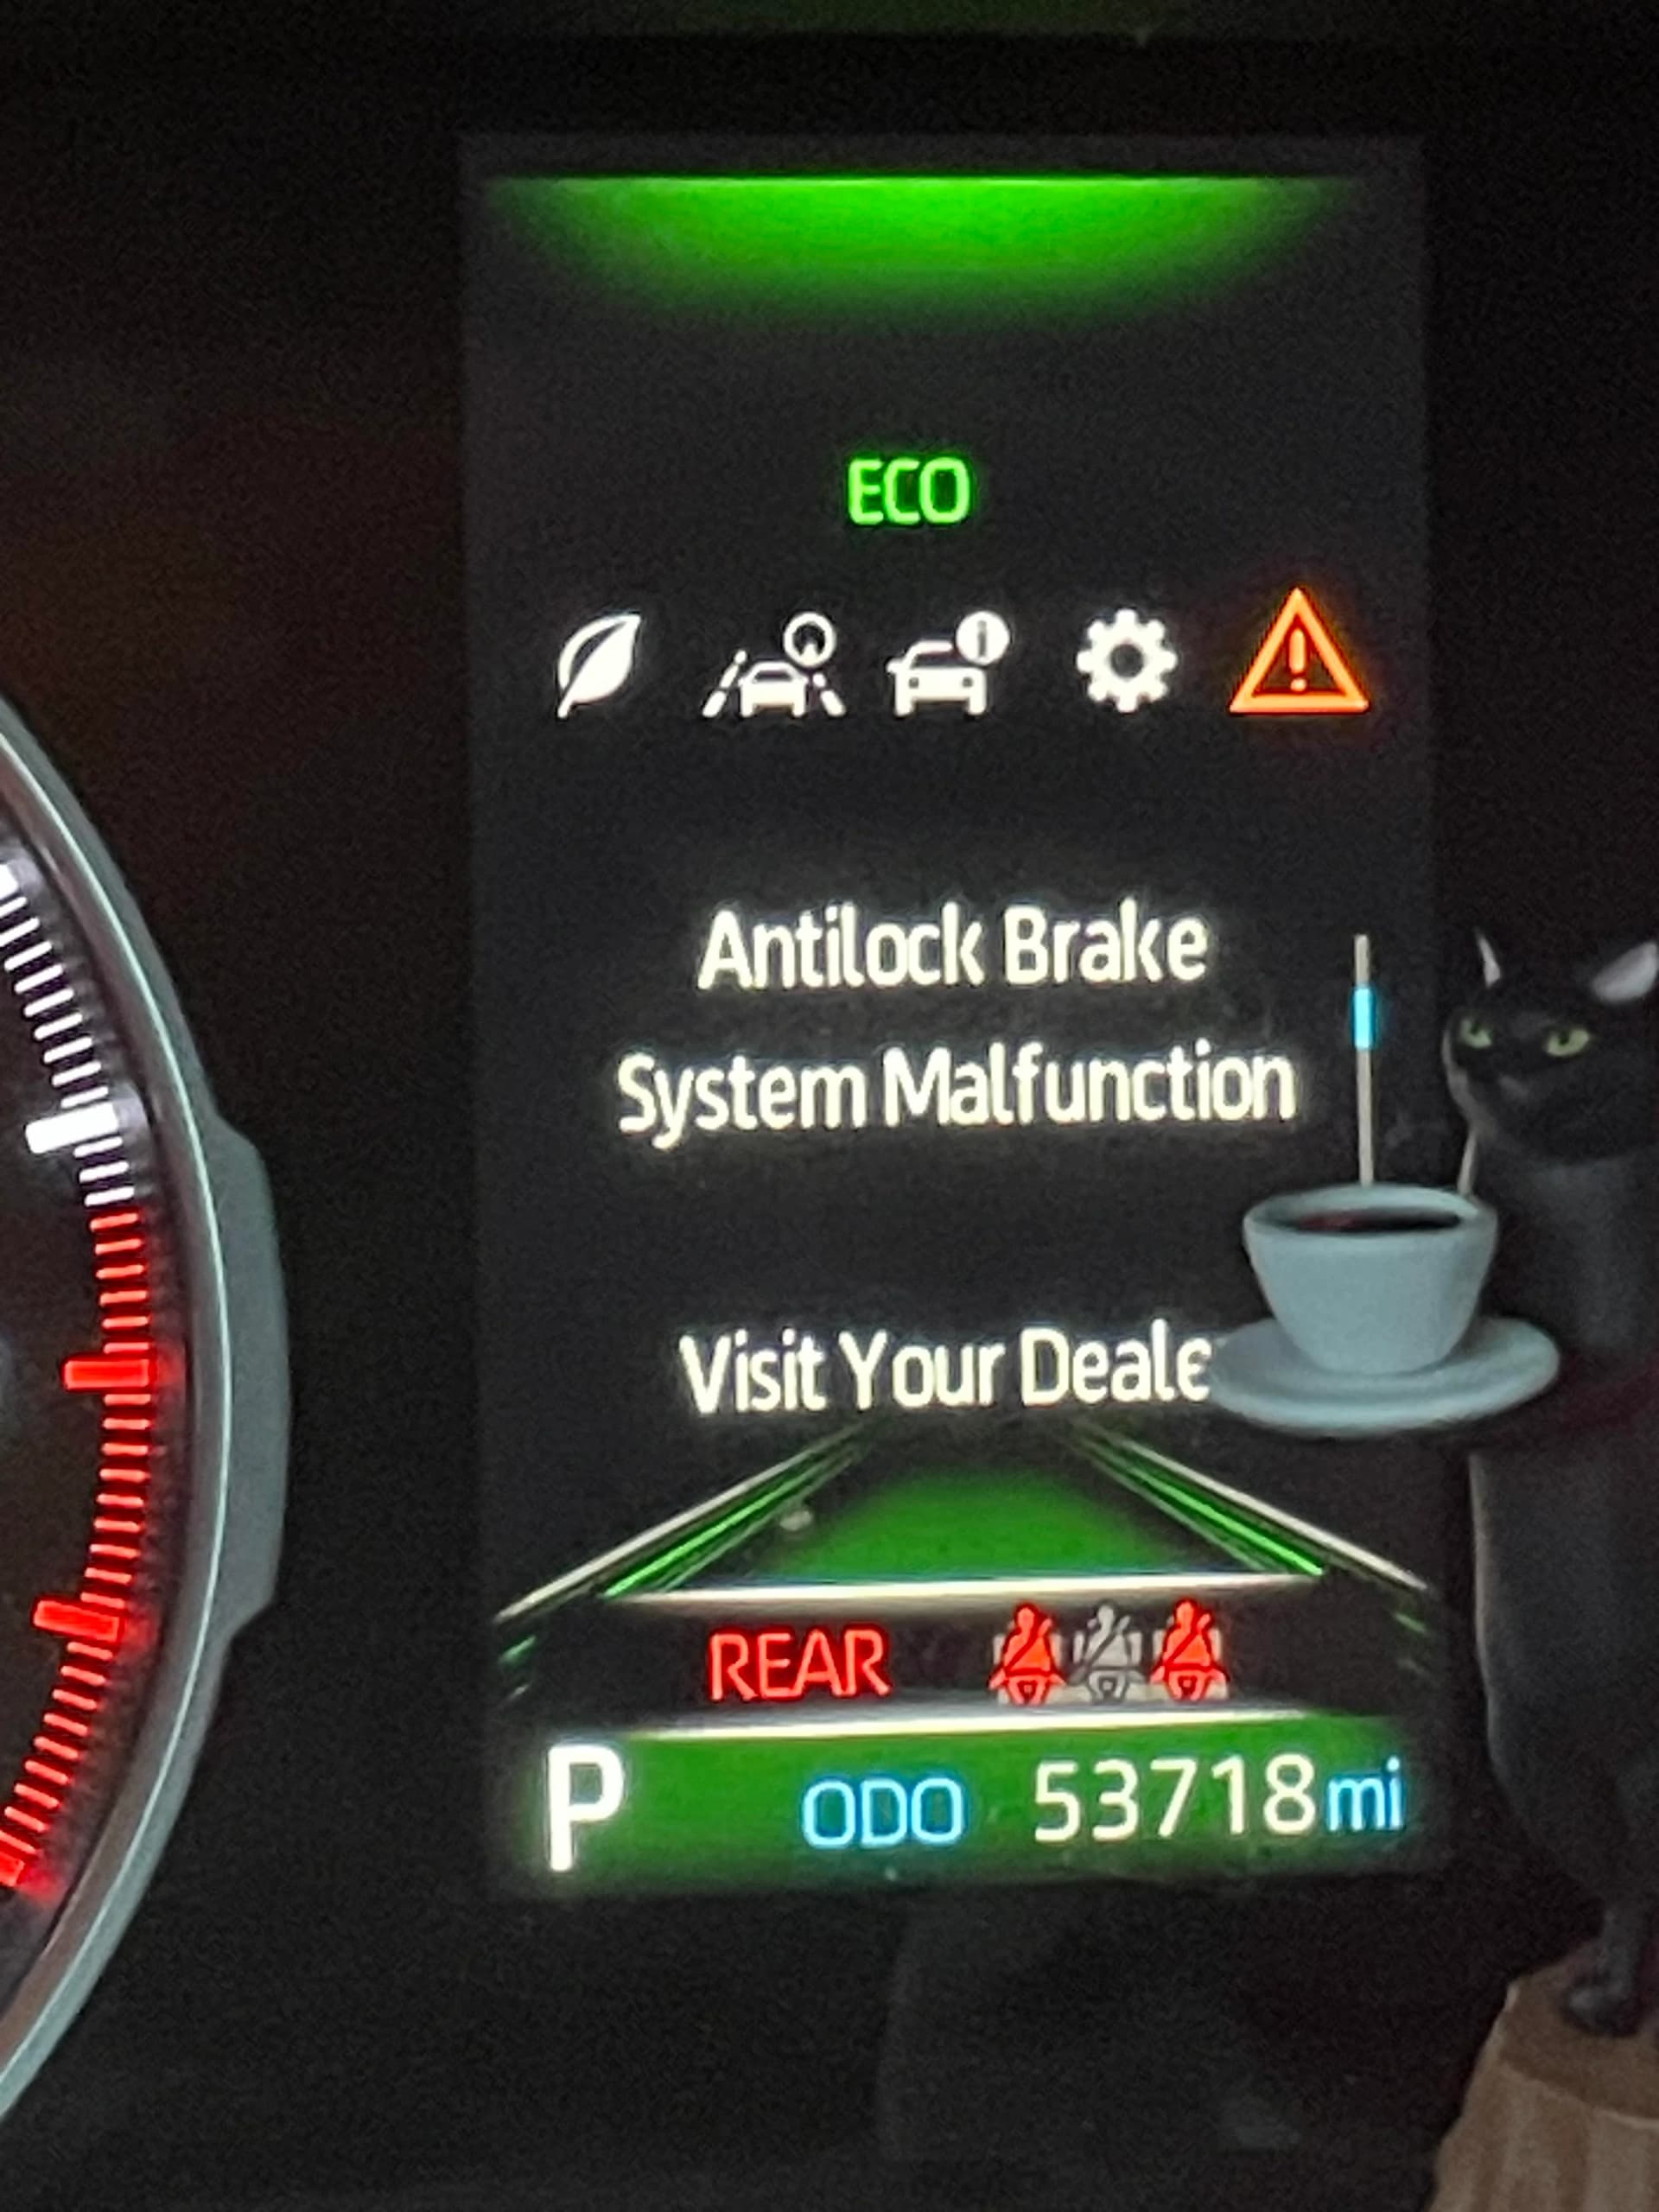 ECO
Antilock Brake
System Malfunction
Visit Your Deale
REAR
P ODO 53718 mi